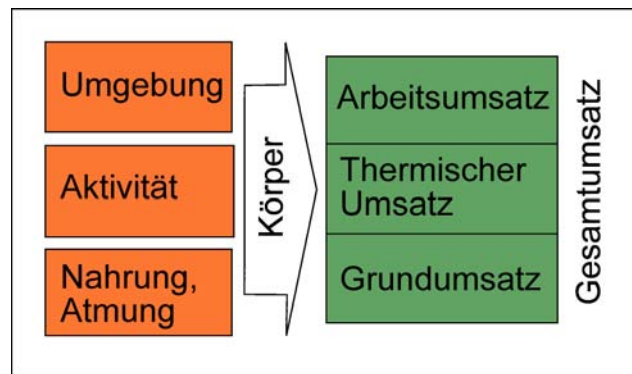 Umgebung
Aktivität
Nahrung,
Atmung
Körper
Arbeitsumsatz
Thermischer
Umsatz
Grundumsatz
Gesamtumsatz